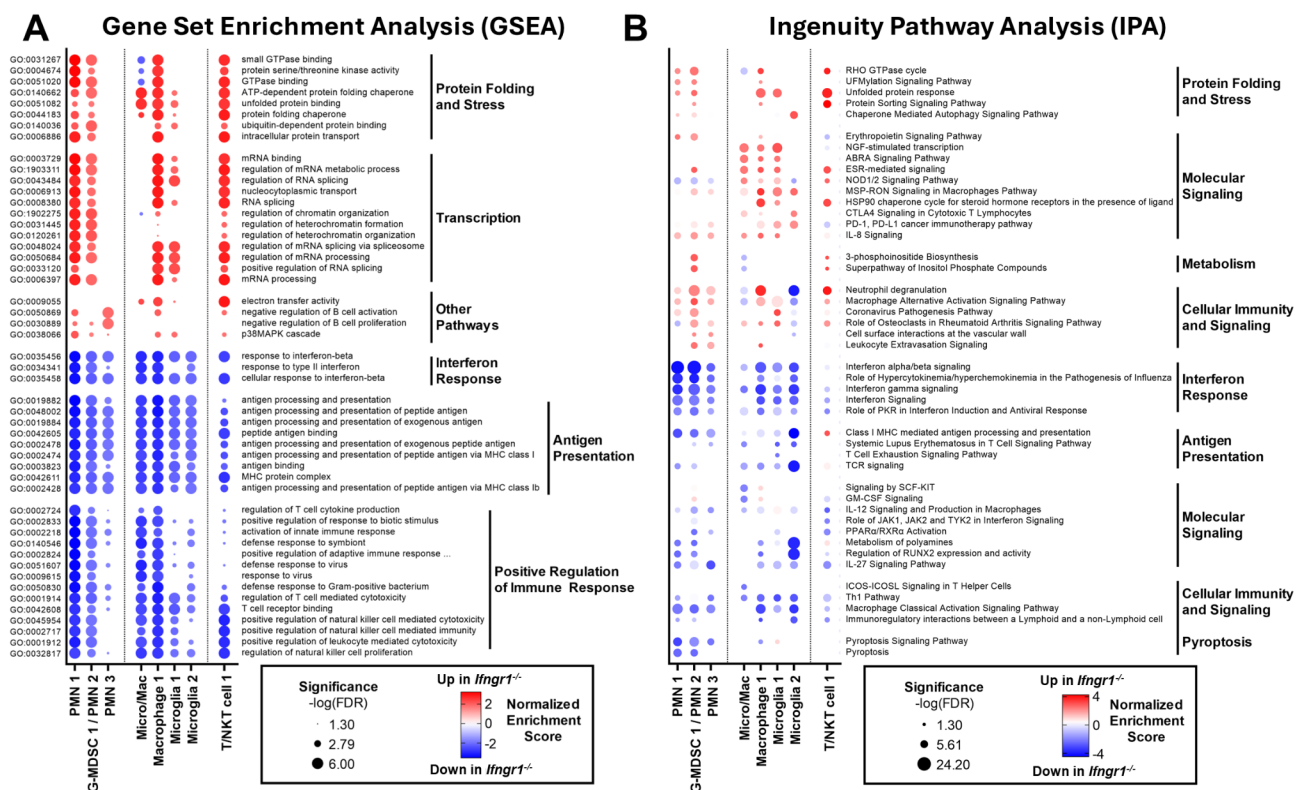 A Gene Set Enrichment Analysis (GSEA)
GO:0031267 small GTPase binding
GO:0004674 protein serine/threonine kinase activity
GO:0051020 GTPase binding
GO:0140662 ATP-dependent protein folding chaperone
GO:0051082 unfolded protein binding
GO:0044183 protein folding chaperone
GO:0140036 ubiquitin-dependent protein binding
GO:0006886 intracellular protein transport
Protein Folding
and Stress
GO:0003729 mRNA binding
GO:1903311 regulation of mRNA metabolic process
GO:0043484 regulation of RNA splicing
GO:0006913 nucleocytoplasmic transport
GO:0008380 RNA splicing
GO:1902275 regulation of chromatin organization
GO:0031445 regulation of heterochromatin formation
GO:0120261 regulation of heterochromatin organization
GO:0048024 regulation of mRNA splicing via spliceosome
GO:0050684 regulation of mRNA processing
GO:0033120 positive regulation of RNA splicing
GO:0006397 mRNA processing
Transcription
GO:0009055 electron transfer activity
GO:0050869 negative regulation of B cell activation
GO:0030889 negative regulation of B cell proliferation
GO:0038066 p38MAPK cascade
Other
Pathways
GO:0035456 response to interferon-beta
GO:0034341 response to type II interferon
GO:0035458 cellular response to interferon-beta
Interferon
Response
GO:0019882 antigen processing and presentation
GO:0048002 antigen processing and presentation of peptide antigen
GO:0019884 antigen processing and presentation of exogenous antigen
GO:0042605 peptide antigen binding
GO:0002478 antigen processing and presentation of exogenous peptide antigen
GO:0002474 antigen processing and presentation of peptide antigen via MHC class I
GO:0003823 antigen binding
GO:0042611 MHC protein complex
GO:0002428 antigen processing and presentation of peptide antigen via MHC class Ib
Antigen
Presentation
GO:0002724 regulation of T cell cytokine production
GO:0002833 positive regulation of response to biotic stimulus
GO:0002218 activation of innate immune response
GO:0140546 defense response to symbiont
GO:0002824 positive regulation of adaptive immune response ...
GO:0051607 defense response to virus
GO:0009615 response to virus
GO:0050830 defense response to Gram-positive bacterium
GO:0001914 regulation of T cell mediated cytotoxicity
GO:0042608 T cell receptor binding
GO:0045954 positive regulation of natural killer cell mediated cytotoxicity
GO:0002717 positive regulation of natural killer cell mediated immunity
GO:0001912 positive regulation of leukocyte mediated cytotoxicity
GO:0032817 regulation of natural killer cell proliferation
Positive Regulation
of Immune Response
PMN 1
G-MDSC 1 / PMN 2
PMN 3
Micro/Mac
Macrophage 1
Microglia 1
Microglia 2
T/NKT cell 1
Significance
-log(FDR)
1.30
2.79
6.00
Up in Ifngr1-/-
2
0
-2
Normalized
Enrichment
Score
Down in Ifngr1-/-
B Ingenuity Pathway Analysis (IPA)
RHO GTPase cycle
UFMylation Signaling Pathway
Unfolded protein response
Protein Sorting Signaling Pathway
Chaperone Mediated Autophagy Signaling Pathway
Protein Folding
and Stress
Erythropoietin Signaling Pathway
NGF-stimulated transcription
ABRA Signaling Pathway
ESR-mediated signaling
NOD1/2 Signaling Pathway
MSP-RON Signaling in Macrophages Pathway
HSP90 chaperone cycle for steroid hormone receptors in the presence of ligand
CTLA4 Signaling in Cytotoxic T Lymphocytes
PD-1, PD-L1 cancer immunotherapy pathway
IL-8 Signaling
Molecular
Signaling
3-phosphoinositide Biosynthesis
Superpathway of Inositol Phosphate Compounds
Metabolism
Neutrophil degranulation
Macrophage Alternative Activation Signaling Pathway
Coronavirus Pathogenesis Pathway
Role of Osteoclasts in Rheumatoid Arthritis Signaling Pathway
Cell surface interactions at the vascular wall
Leukocyte Extravasation Signaling
Cellular Immunity
and Signaling
Interferon alpha/beta signaling
Role of Hypercytokinemia/hyperchemokinemia in the Pathogenesis of Influenza
Interferon gamma signaling
Interferon Signaling
Role of PKR in Interferon Induction and Antiviral Response
Interferon
Response
Class I MHC mediated antigen processing and presentation
Systemic Lupus Erythematosus in T Cell Signaling Pathway
T Cell Exhaustion Signaling Pathway
TCR signaling
Antigen
Presentation
Signaling by SCF-KIT
GM-CSF Signaling
IL-12 Signaling and Production in Macrophages
Role of JAK1, JAK2 and TYK2 in Interferon Signaling
PPARα/RXRα Activation
Metabolism of polyamines
Regulation of RUNX2 expression and activity
IL-27 Signaling Pathway
Molecular
Signaling
ICOS-ICOSL Signaling in T Helper Cells
Th1 Pathway
Macrophage Classical Activation Signaling Pathway
Immunoregulatory interactions between a Lymphoid and a non-Lymphoid cell
Cellular Immunity
and Signaling
Pyroptosis Signaling Pathway
Pyroptosis
Pyroptosis
PMN 1
G-MDSC 1 / PMN 2
PMN 3
Micro/Mac
Macrophage 1
Microglia 1
Microglia 2
T/NKT cell 1
Significance
-log(FDR)
1.30
5.61
24.20
Up in Ifngr1-/-
4
2
0
-2
-4
Normalized
Enrichment
Score
Down in Ifngr1-/-